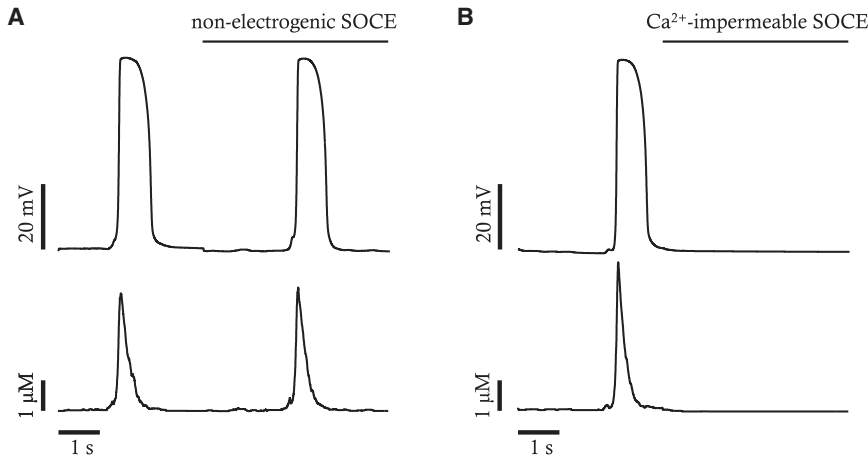 A
non-electrogenic SOCE
20 mV
1 µM
1 s
B
Ca²⁺-impermeable SOCE
20 mV
1 µM
1 s